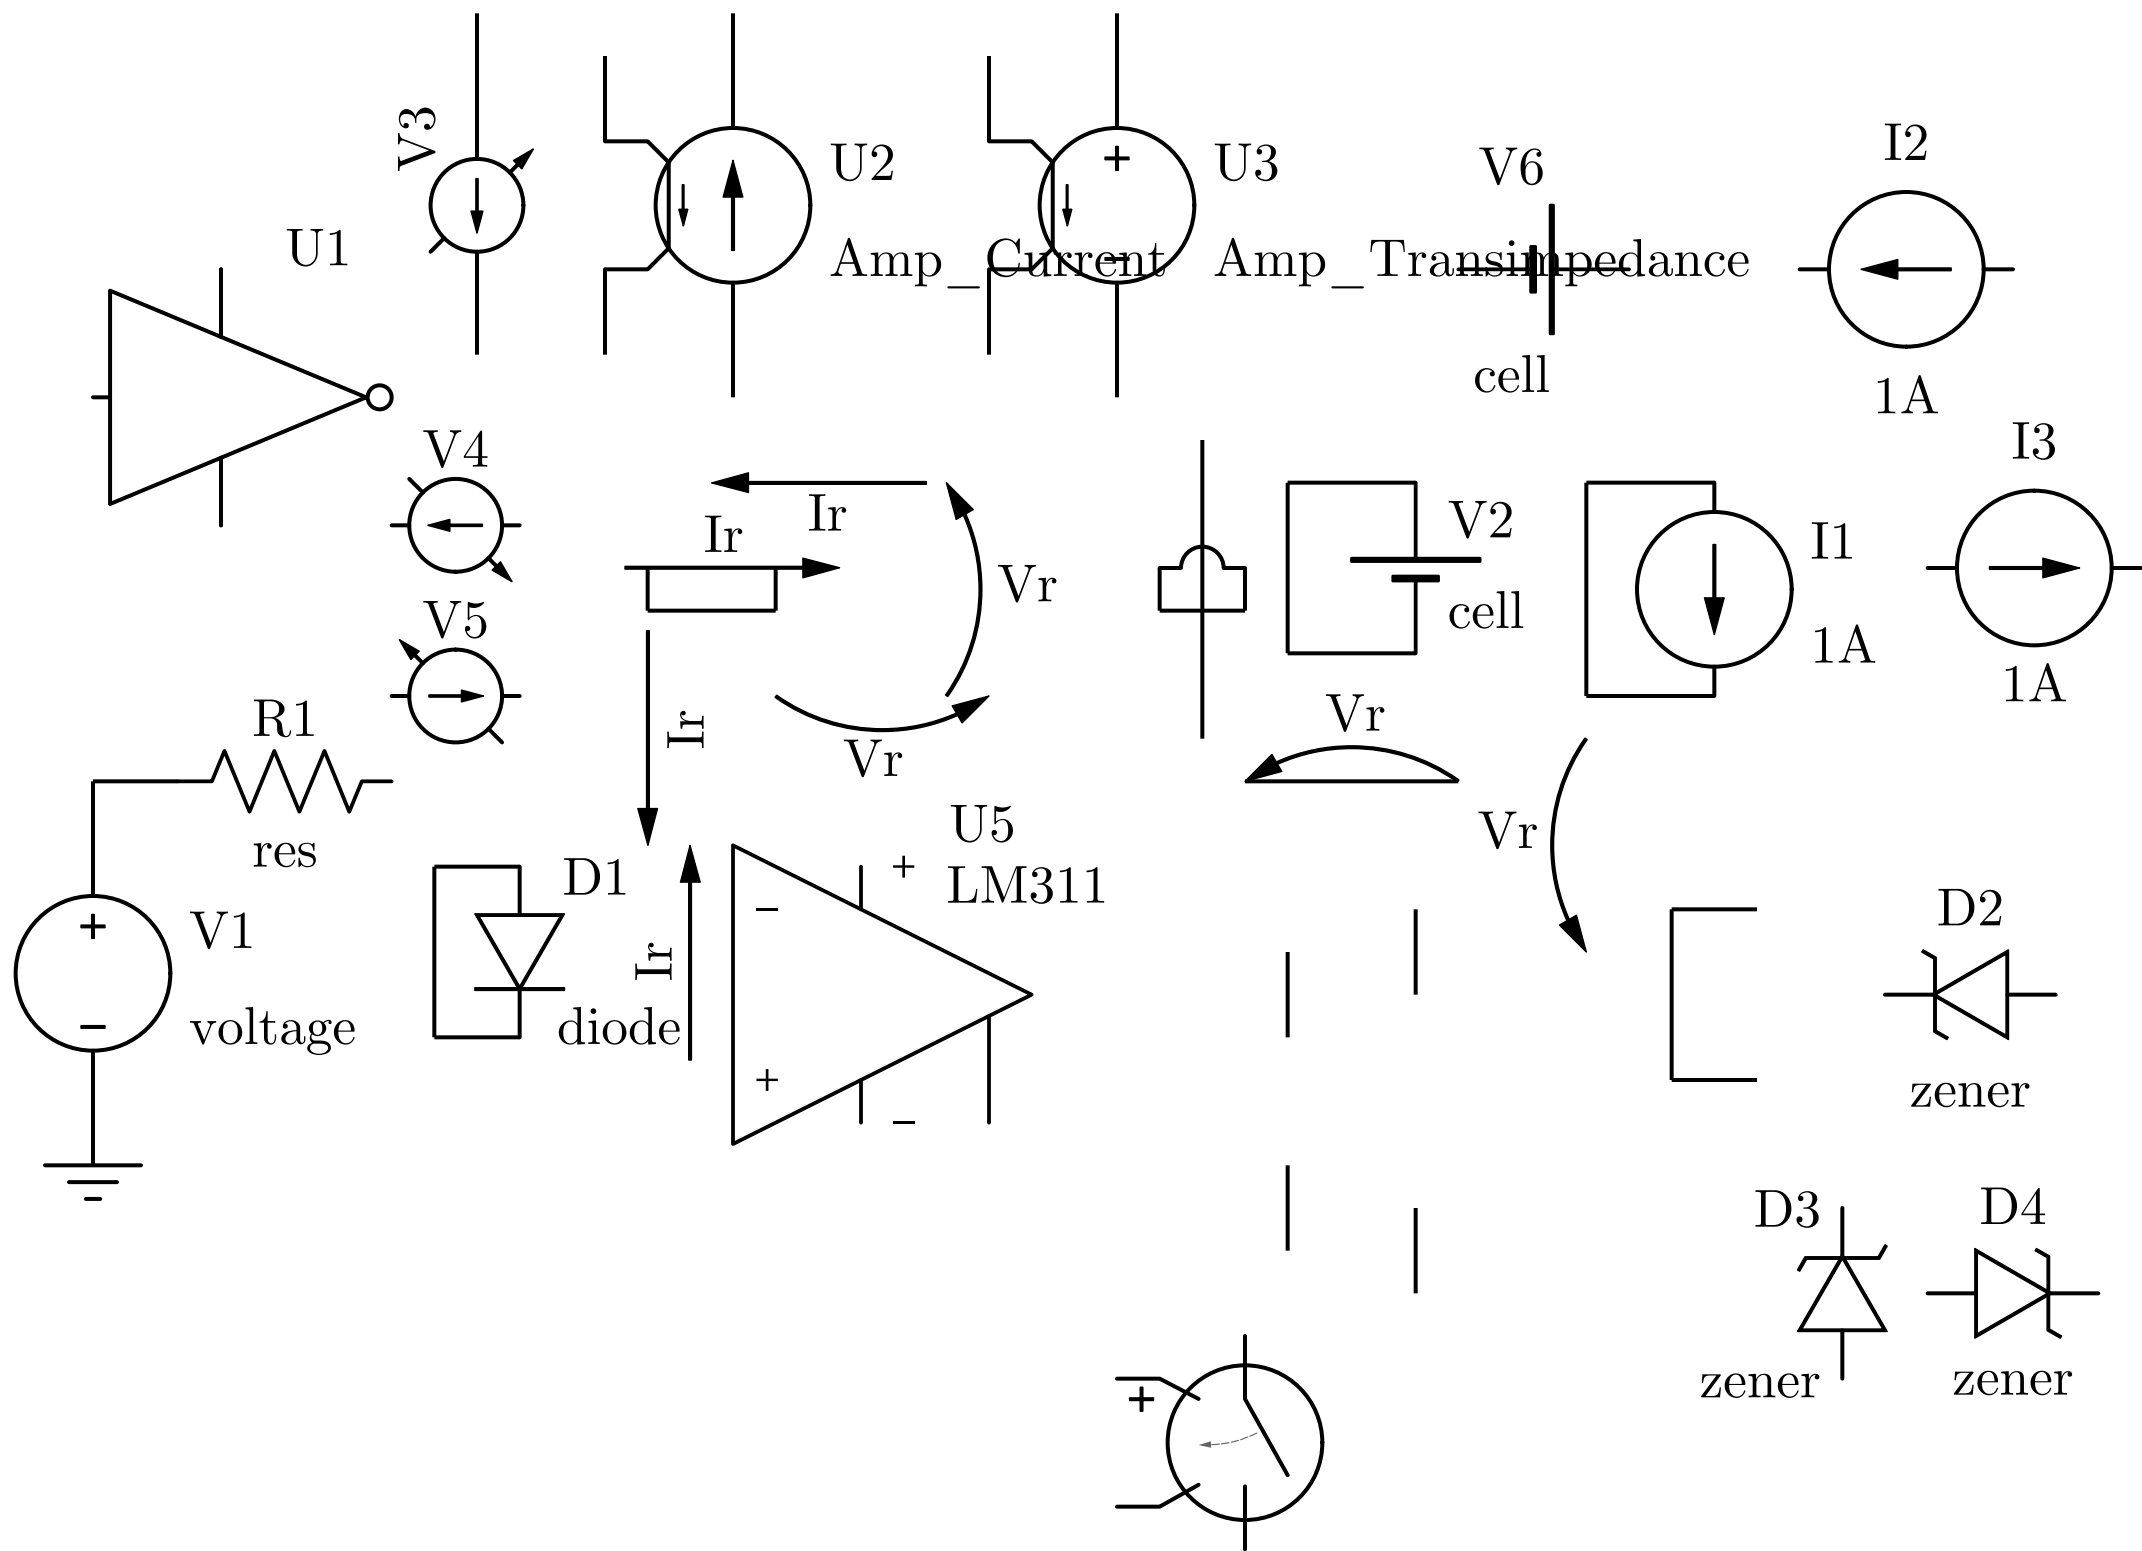 V3
U2
U3
V6
I2
U1
Amp_Current
Amp_Transimpedance
cell
1A
V4
I3
Ir
Ir
V2
I1
Vr
V5
cell
1A
1A
R1
Ir
Vr
Vr
res
U5
Vr
D1
+
LM311
−
D2
+
V1
Ir
−
voltage
diode
+
−
zener
D3
D4
zener
zener
+
+
−